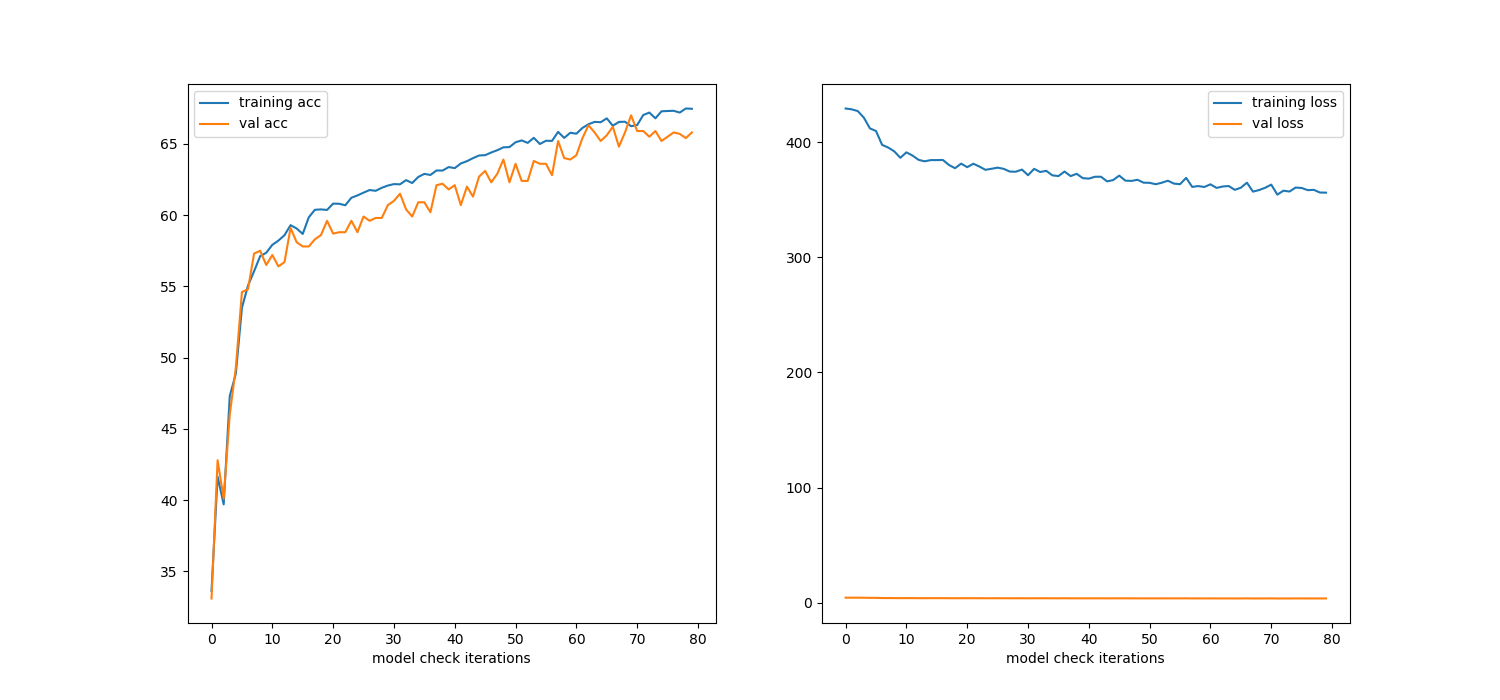 training acc
val acc
65
60
55
50
45
40
35
0 10 20 30 40 50 60 70 80
model check iterations
training loss
val loss
400
300
200
100
0
0 10 20 30 40 50 60 70 80
model check iterations